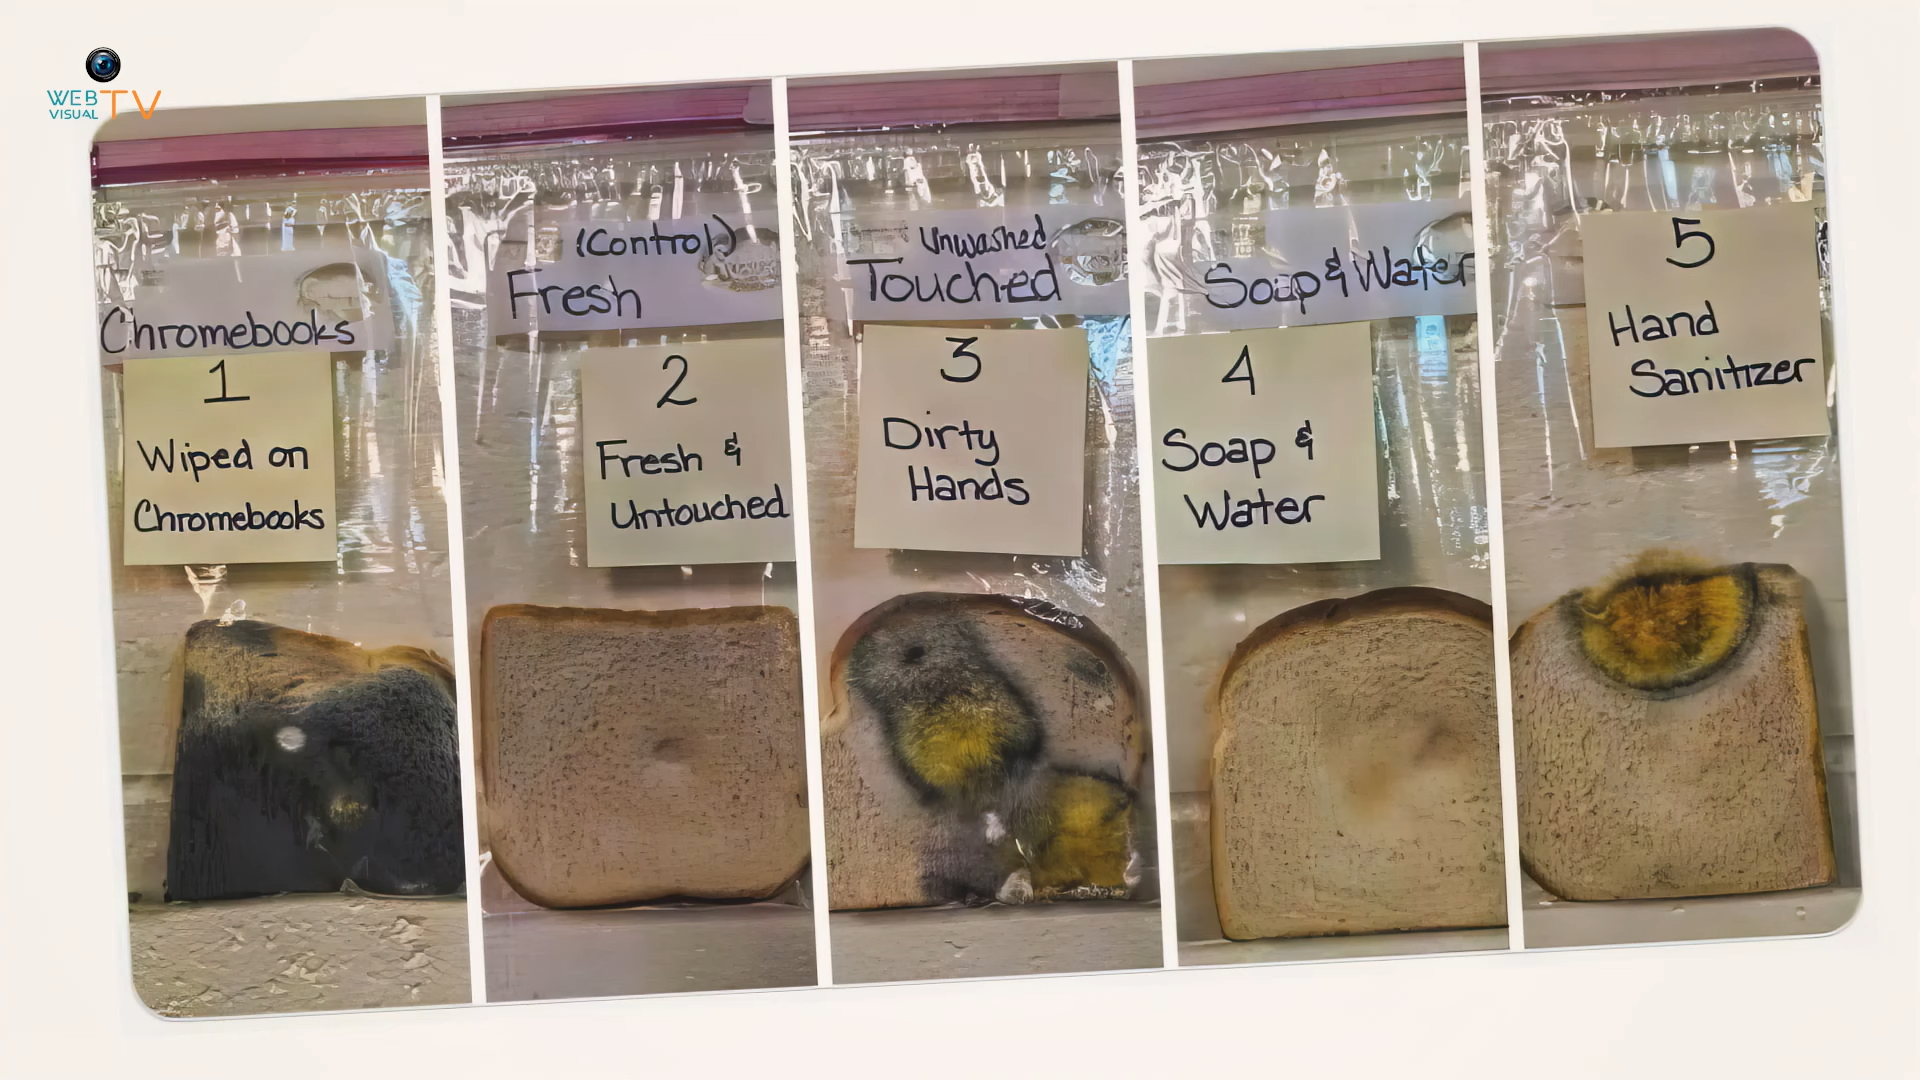 WEB
VISUAL
TV
Chromebooks
1
Wiped on
Chromebooks
(Control)
Fresh
2
Fresh &
Untouched
Unwashed
Touched
3
Dirty
Hands
Soap & Water
4
Soap &
Water
5
Hand
Sanitizer